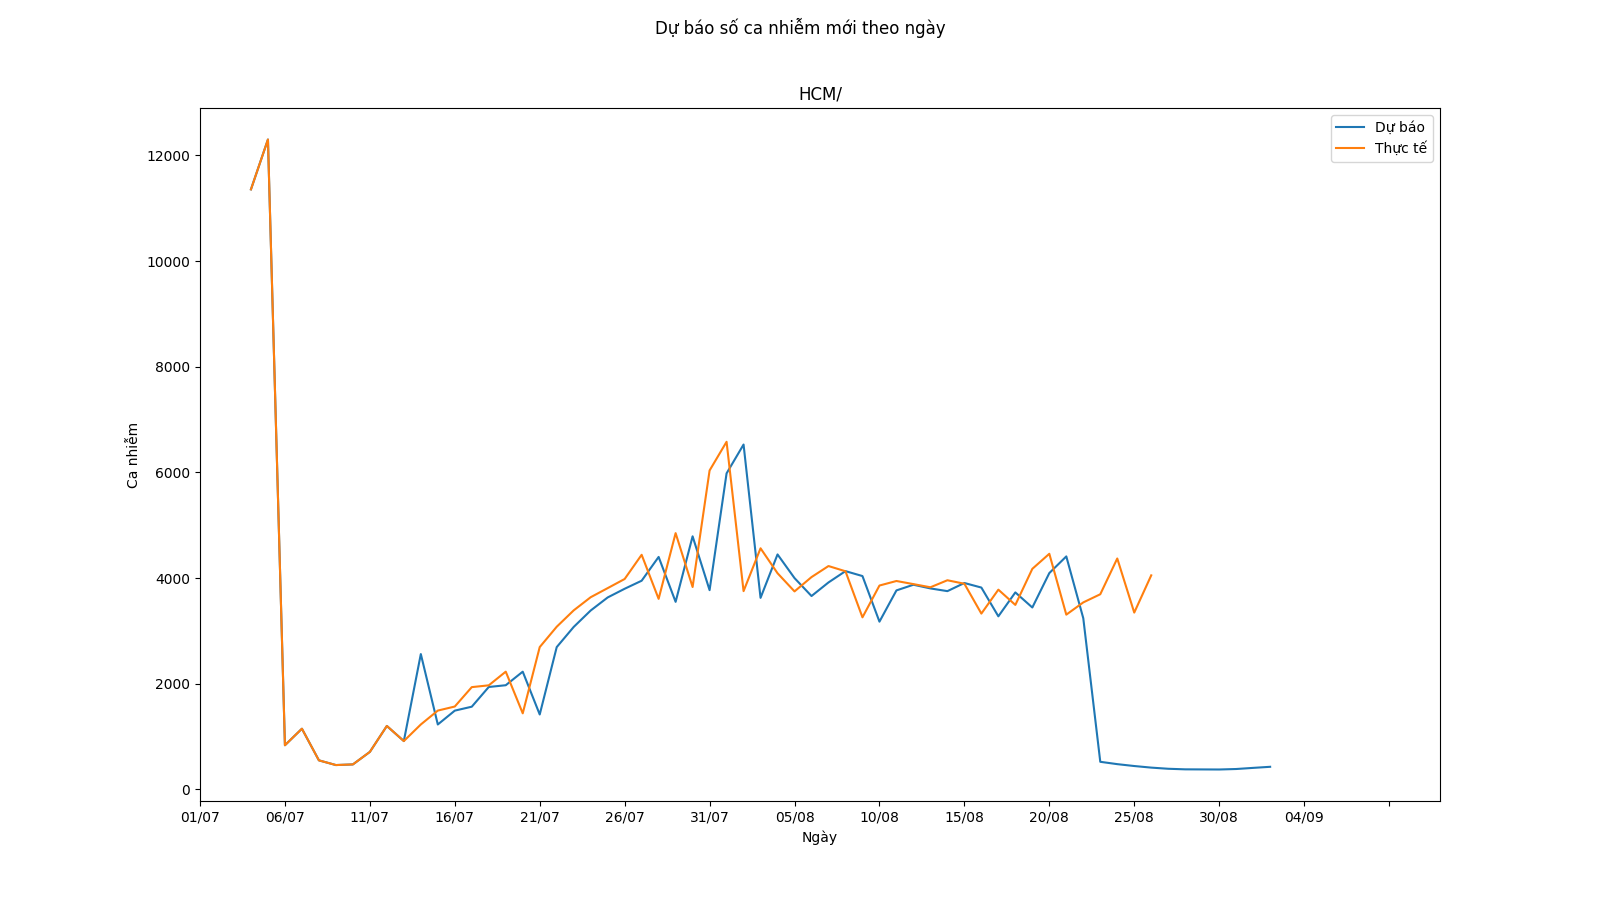 Dự báo số ca nhiễm mới theo ngày
HCM/
Dự báo
Thực tế
12000
10000
8000
6000
4000
2000
0
Ca nhiễm
01/07 06/07 11/07 16/07 21/07 26/07 31/07 05/08 10/08 15/08 20/08 25/08 30/08 04/09
Ngày